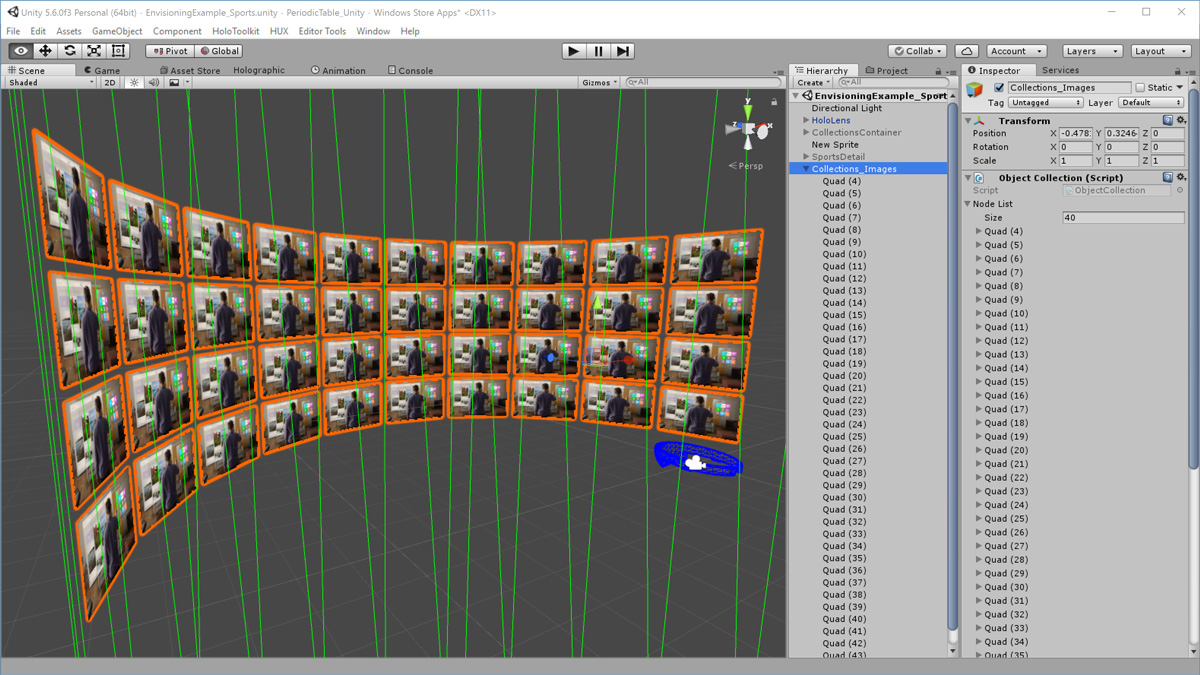 Unity 5.6.0f3 Personal (64bit) - EnvisioningExample_Sports.unity - PeriodicTable_Unity - Windows Store Apps* <DX11>
File Edit Assets GameObject Component HoloToolkit HUX Editor Tools Window Help
Pivot Global Collab Account Layers Layout
Scene Game Asset Store Holographic Animation Console
Shaded 2D Gizmos All
y
z x
Persp
Hierarchy Project
Create All
EnvisioningExample_Sport
Directional Light
HoloLens
CollectionsContainer
New Sprite
SportsDetail
Collections_Images
Quad (4)
Quad (5)
Quad (6)
Quad (7)
Quad (8)
Quad (9)
Quad (10)
Quad (11)
Quad (12)
Quad (13)
Quad (14)
Quad (15)
Quad (16)
Quad (17)
Quad (18)
Quad (19)
Quad (20)
Quad (21)
Quad (22)
Quad (23)
Quad (24)
Quad (25)
Quad (26)
Quad (27)
Quad (28)
Quad (29)
Quad (30)
Quad (31)
Quad (32)
Quad (33)
Quad (34)
Quad (35)
Quad (36)
Quad (37)
Quad (38)
Quad (39)
Quad (40)
Quad (41)
Quad (42)
Quad (43)
Inspector Services
Collections_Images Static
Tag Untagged Layer Default
Transform
Position X -0.478 Y 0.3246 Z 0
Rotation X 0 Y 0 Z 0
Scale X 1 Y 1 Z 1
Object Collection (Script)
Script ObjectCollection
Node List
Size 40
Quad (4)
Quad (5)
Quad (6)
Quad (7)
Quad (8)
Quad (9)
Quad (10)
Quad (11)
Quad (12)
Quad (13)
Quad (14)
Quad (15)
Quad (16)
Quad (17)
Quad (18)
Quad (19)
Quad (20)
Quad (21)
Quad (22)
Quad (23)
Quad (24)
Quad (25)
Quad (26)
Quad (27)
Quad (28)
Quad (29)
Quad (30)
Quad (31)
Quad (32)
Quad (33)
Quad (34)
Quad (35)